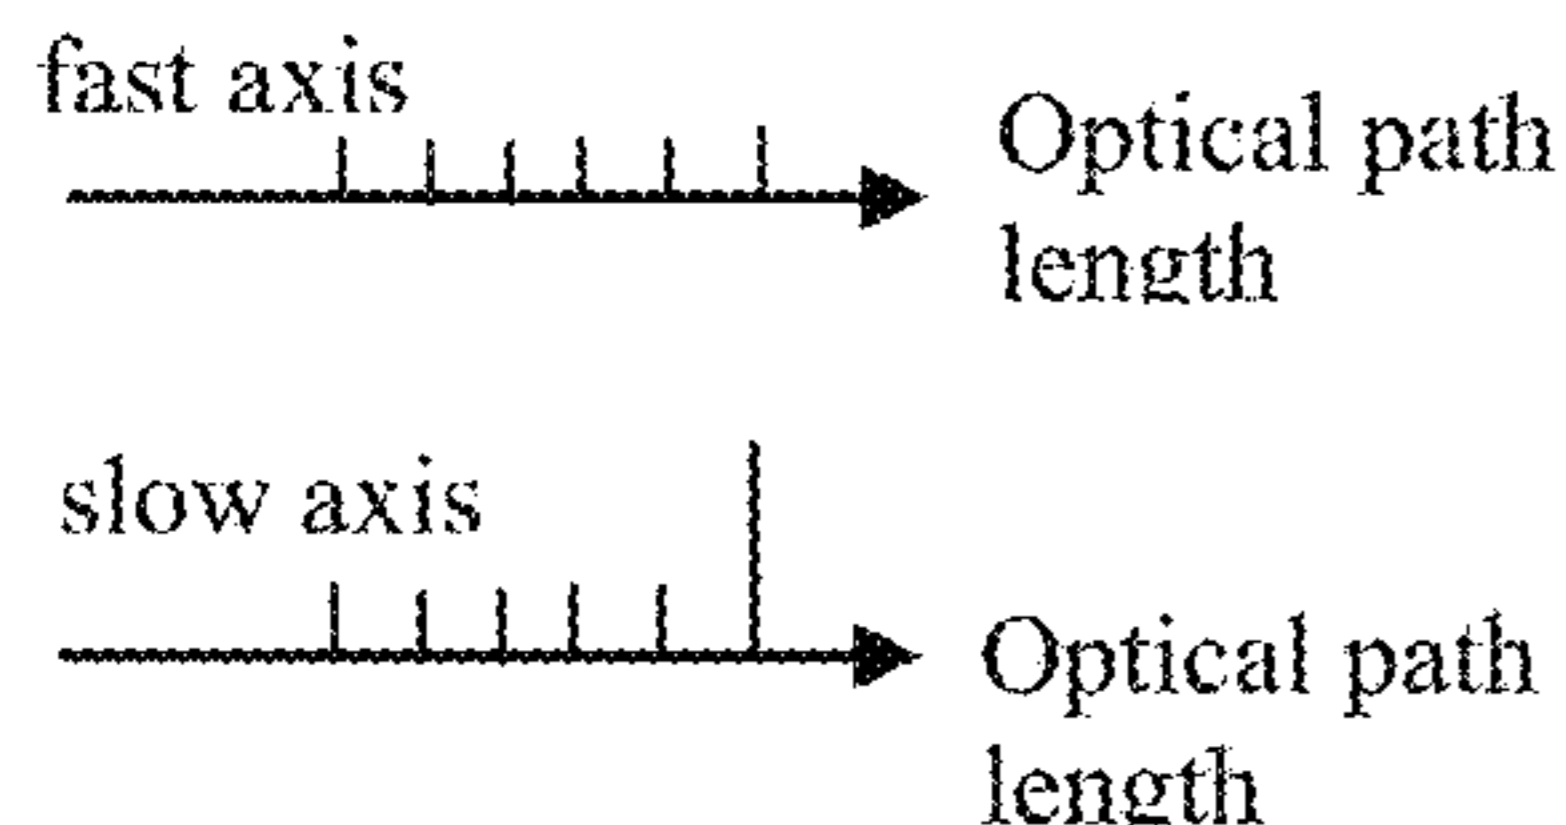 fast axis
Optical path
length
slow axis
Optical path
length